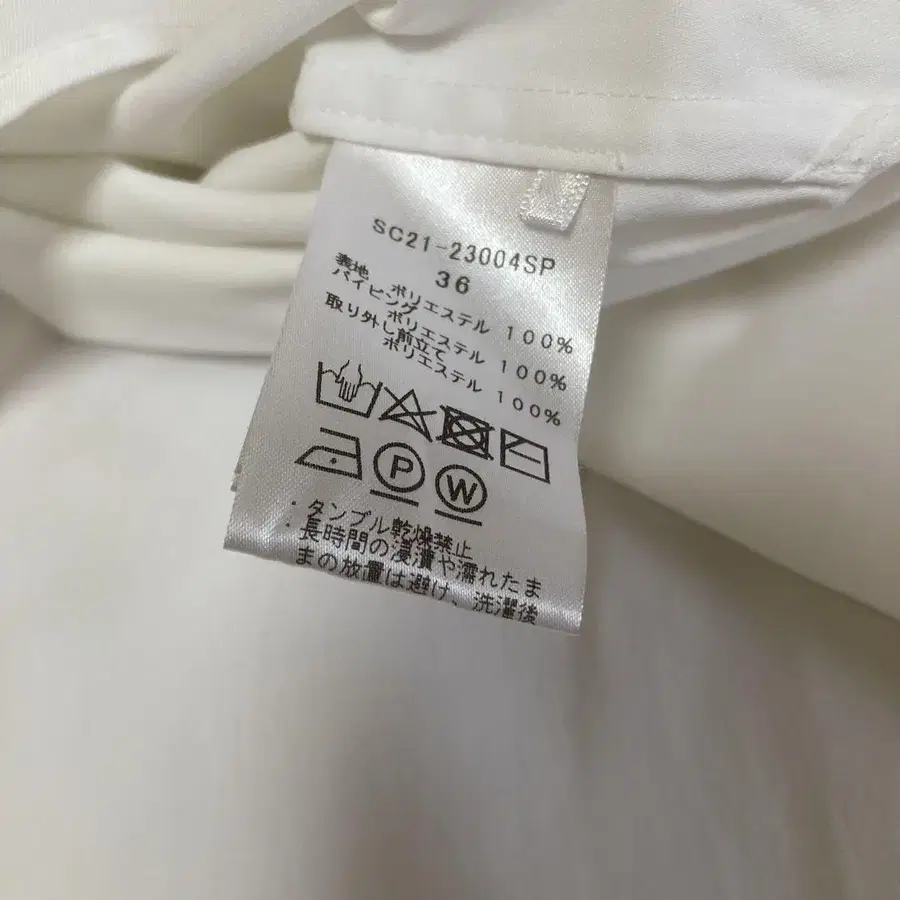 SC21-23004SP
36
表地 ポリエステル 100%
パイピング
ポリエステル 100%
取り外し前立て
ポリエステル 100%
P W
・タンブル乾燥禁止
・長時間の浸漬や濡れたま
まの放置は避け、洗濯後